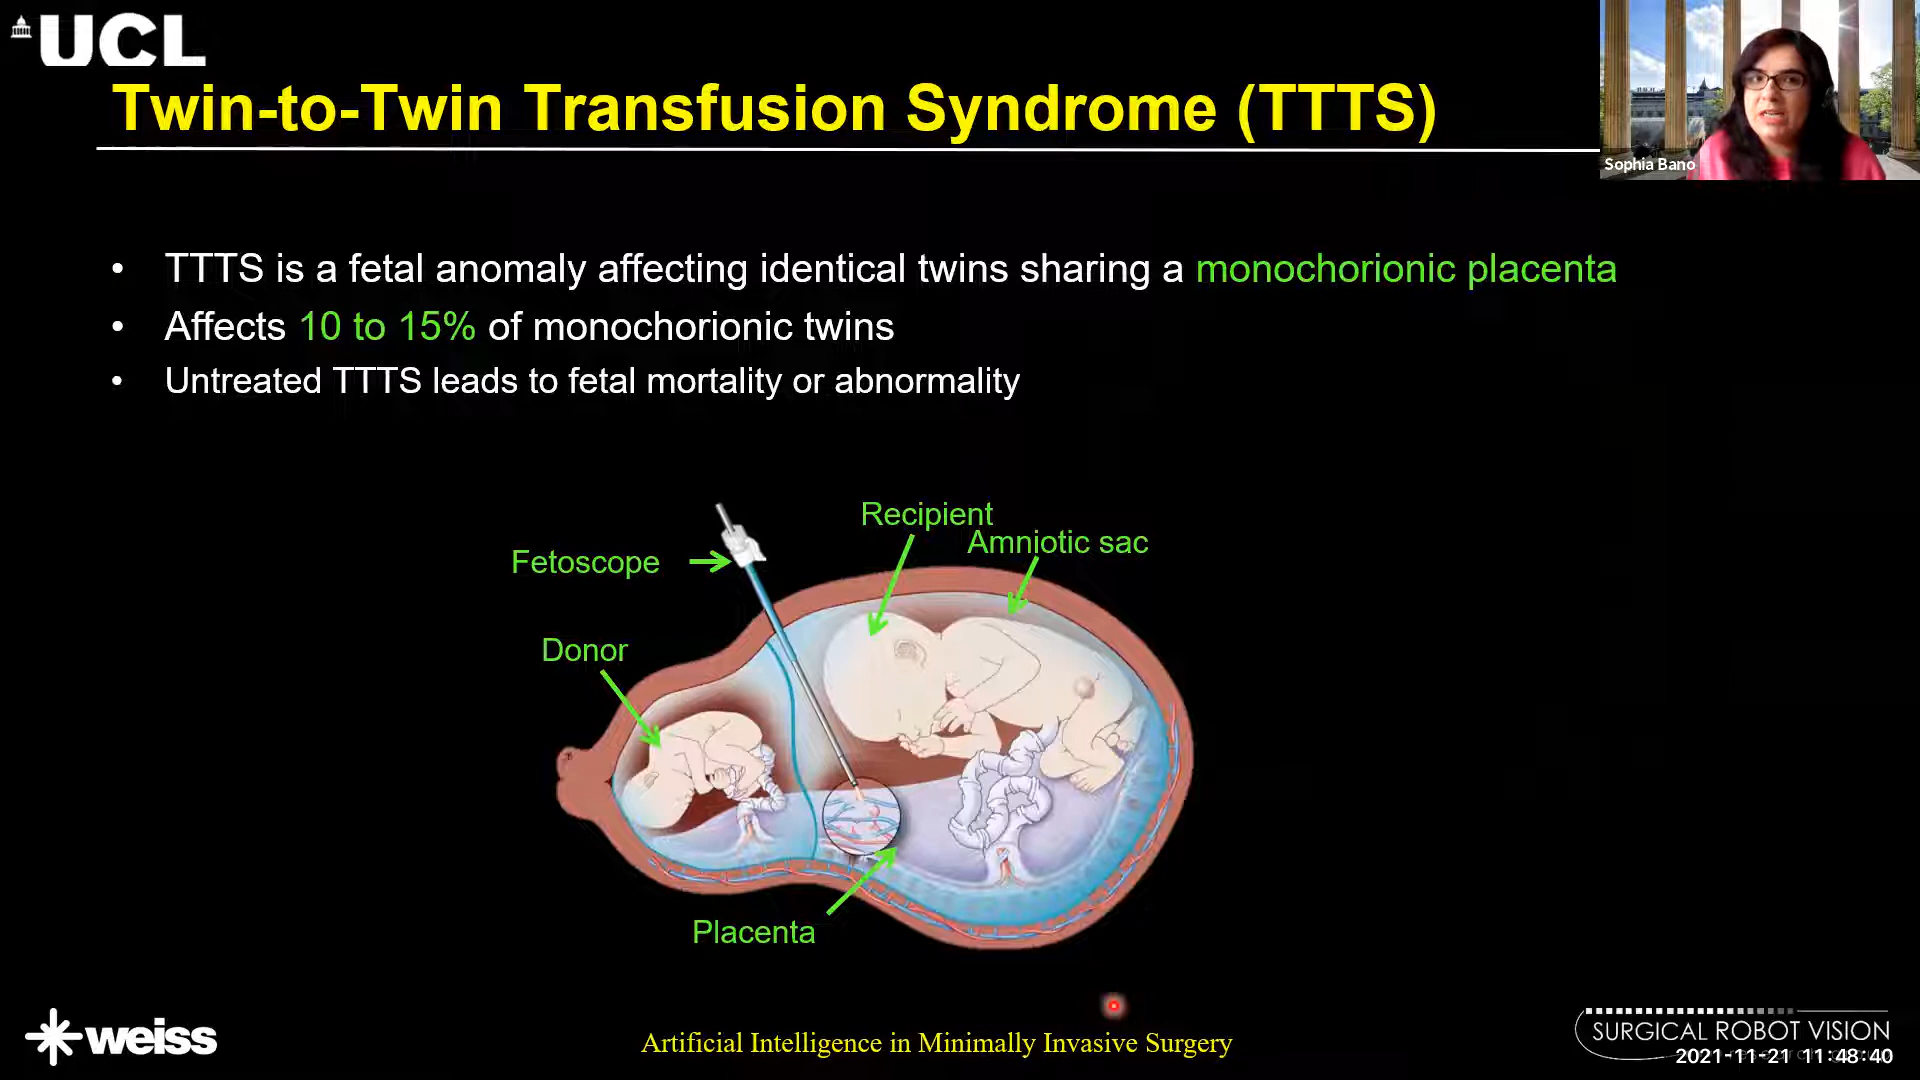 UCL
Twin-to-Twin Transfusion Syndrome (TTTS)
Sophia Bano
• TTTS is a fetal anomaly affecting identical twins sharing a monochorionic placenta
• Affects 10 to 15% of monochorionic twins
• Untreated TTTS leads to fetal mortality or abnormality
Recipient
Amniotic sac
Fetoscope
Donor
Placenta
weiss
Artificial Intelligence in Minimally Invasive Surgery
SURGICAL ROBOT VISION
2021-11-21 11:48:40